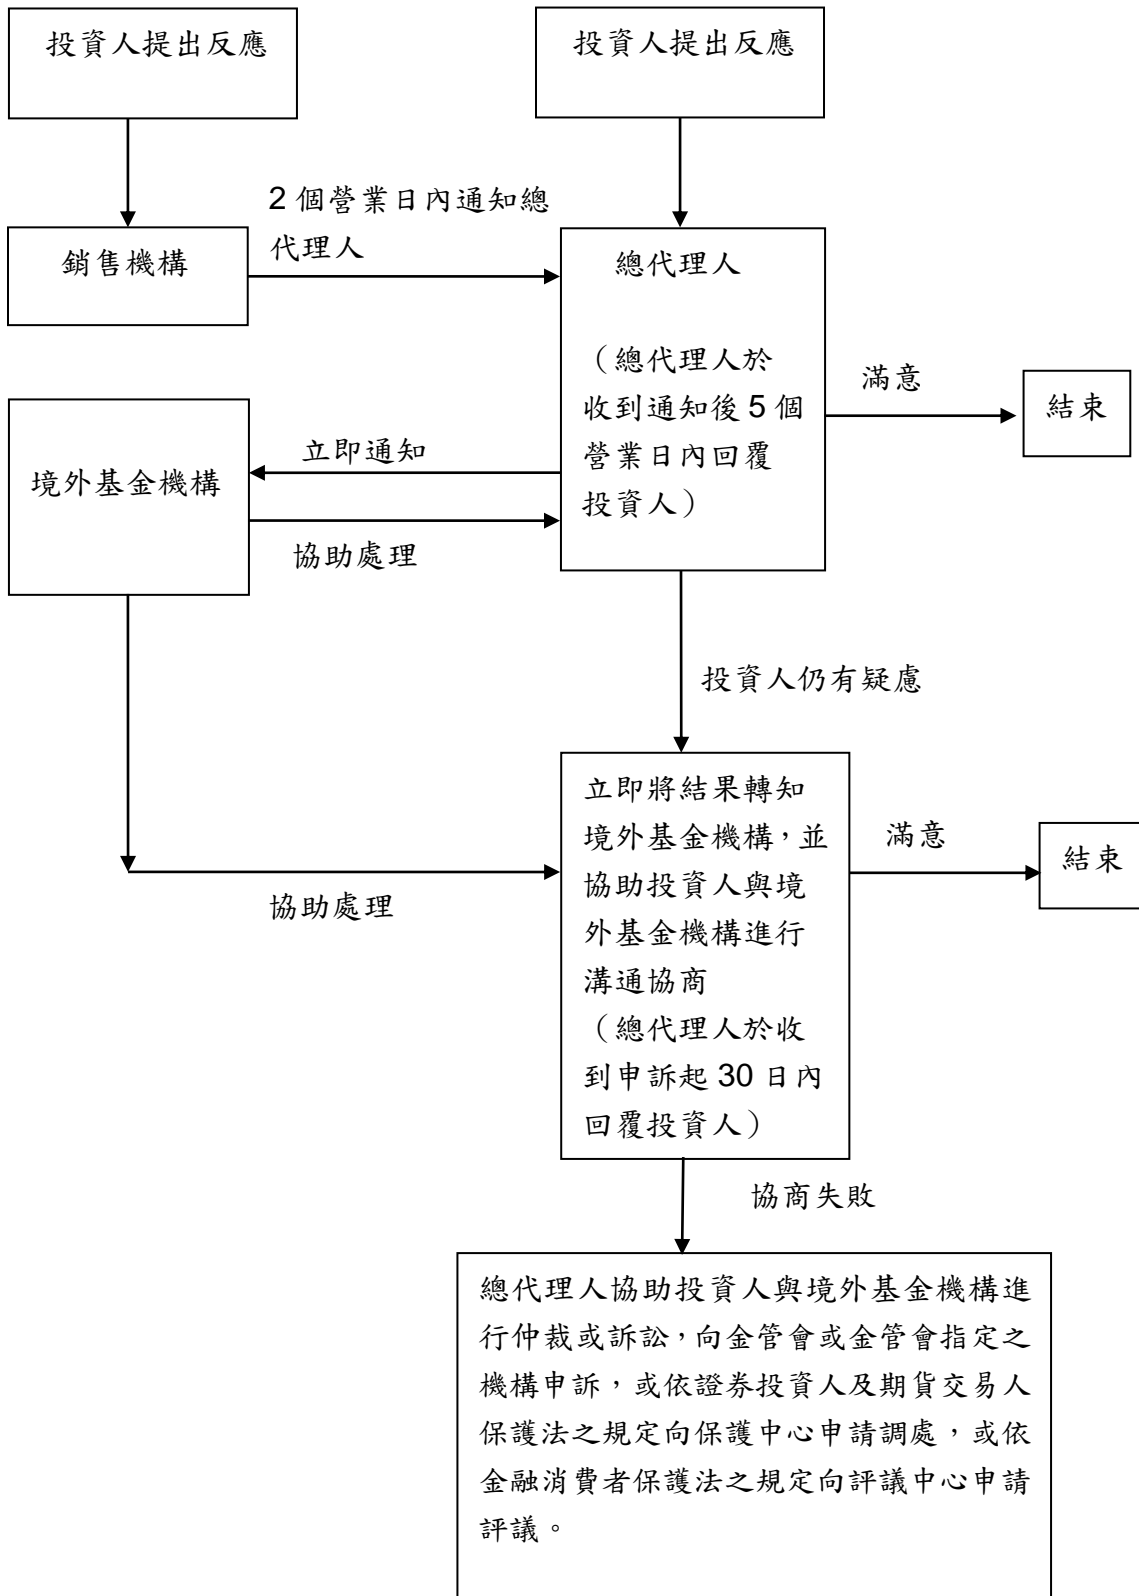 投資人提出反應
投資人提出反應
2 個營業日內通知總
代理人
銷售機構
總代理人
（總代理人於
收到通知後 5 個
營業日內回覆
投資人）
滿意
結束
立即通知
境外基金機構
協助處理
投資人仍有疑慮
立即將結果轉知
境外基金機構，並
協助投資人與境
外基金機構進行
溝通協商
（總代理人於收
到申訴起 30 日內
回覆投資人）
滿意
結束
協助處理
協商失敗
總代理人協助投資人與境外基金機構進
行仲裁或訴訟，向金管會或金管會指定之
機構申訴，或依證券投資人及期貨交易人
保護法之規定向保護中心申請調處，或依
金融消費者保護法之規定向評議中心申請
評議。